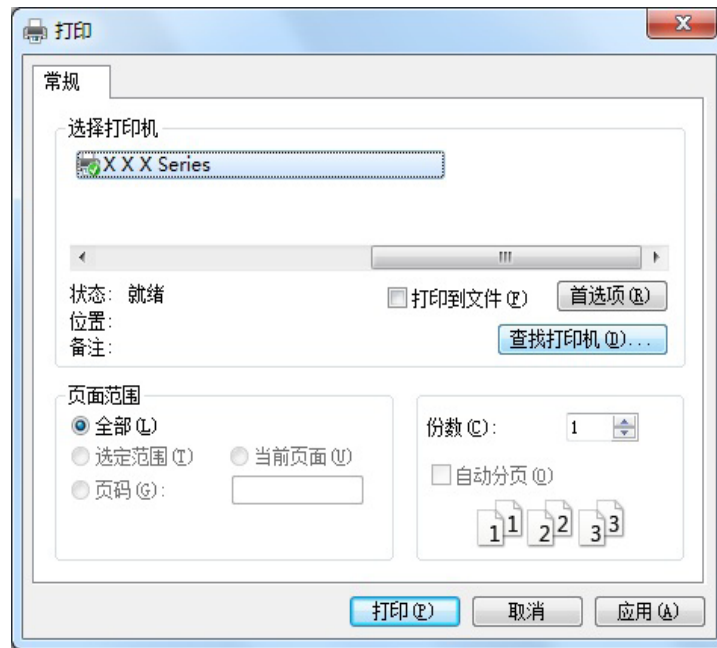 打印
常规
选择打印机
X X X Series
状态: 就绪
打印到文件(F) 首选项(R)
位置:
查找打印机(D)...
备注:
页面范围
全部(L)
份数(C): 1
选定范围(T) 当前页面(U)
自动分页(O)
页码(G):
1 1 2 2 3 3
打印(P) 取消 应用(A)